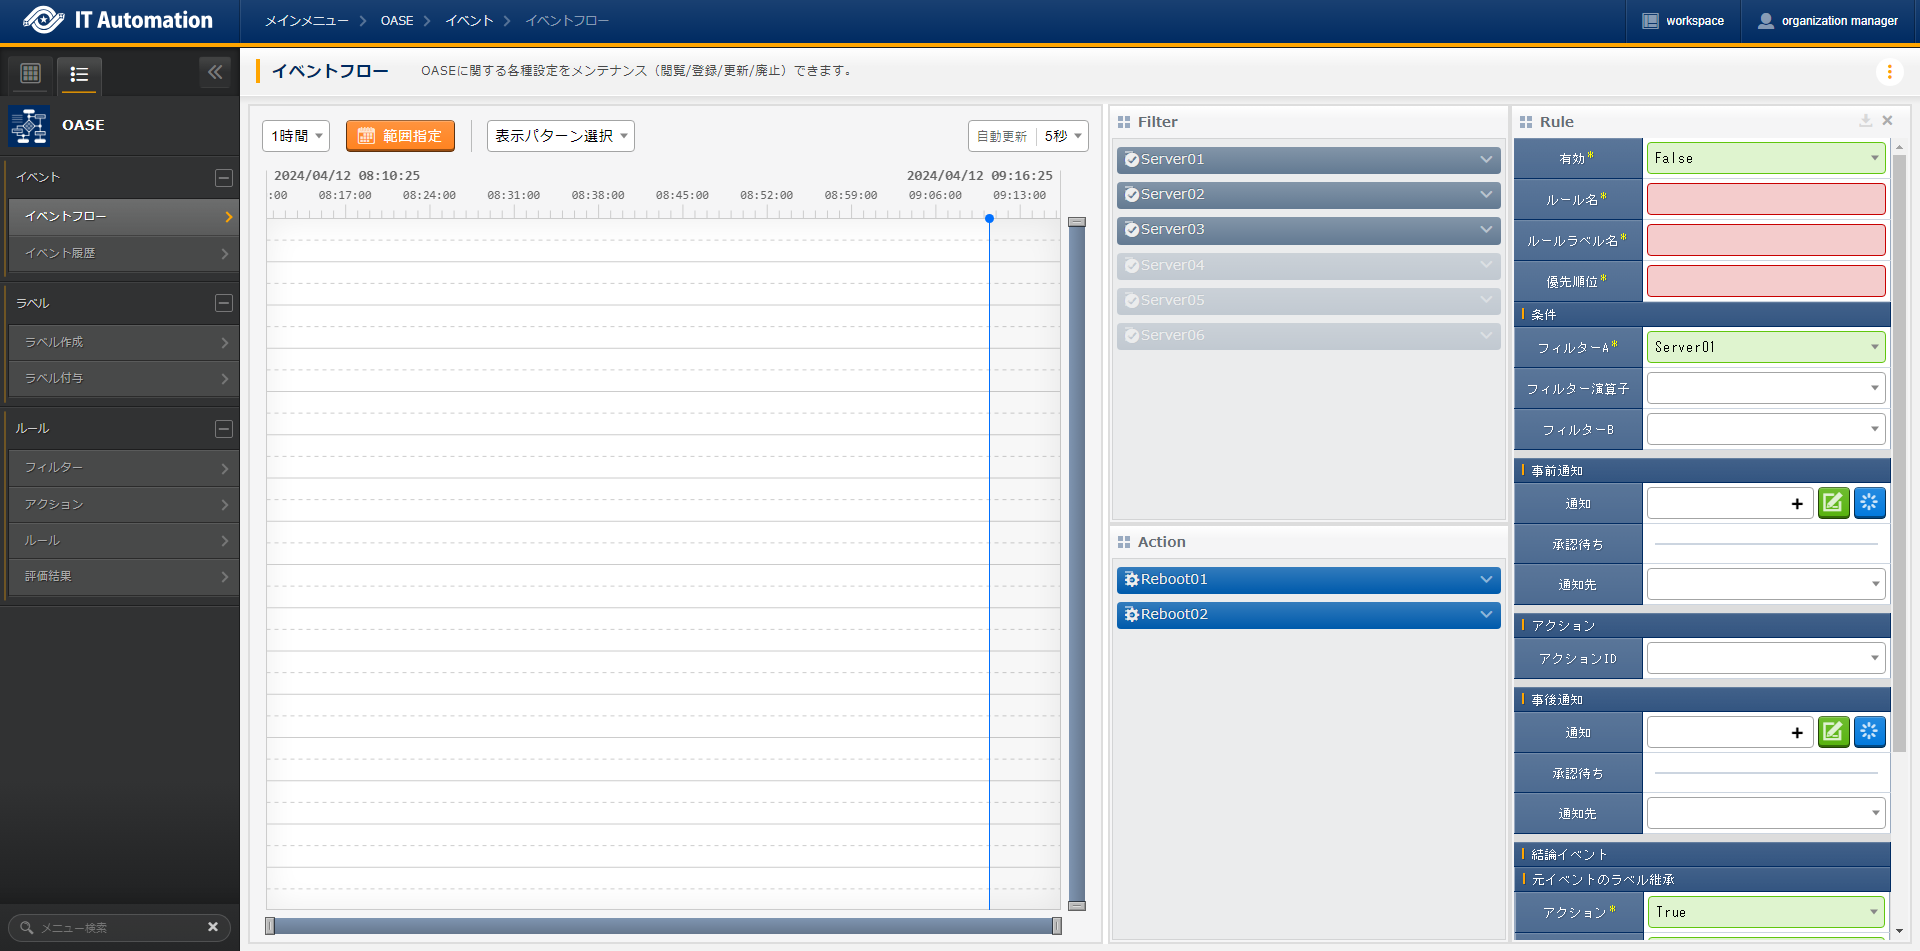 IT Automation
メインメニュー
OASE
イベント
イベントフロー
workspace
organization manager
OASE
イベント
イベントフロー
イベント履歴
ラベル
ラベル作成
ラベル付与
ルール
フィルター
アクション
ルール
評価結果
メニュー検索
イベントフロー
OASEに関する各種設定をメンテナンス（閲覧/登録/更新/廃止）できます。
1時間
範囲指定
表示パターン選択
自動更新 5秒
2024/04/12 08:10:25
2024/04/12 09:16:25
:00 08:17:00 08:24:00 08:31:00 08:38:00 08:45:00 08:52:00 08:59:00 09:06:00 09:13:00
Filter
Server01
Server02
Server03
Server04
Server05
Server06
Action
Reboot01
Reboot02
Rule
有効* False
ルール名*
ルールラベル名*
優先順位*
条件
フィルターA* Server01
フィルター演算子
フィルターB
事前通知
通知
承認待ち
通知先
アクション
アクションID
事後通知
通知
承認待ち
通知先
結論イベント
元イベントのラベル継承
アクション* True